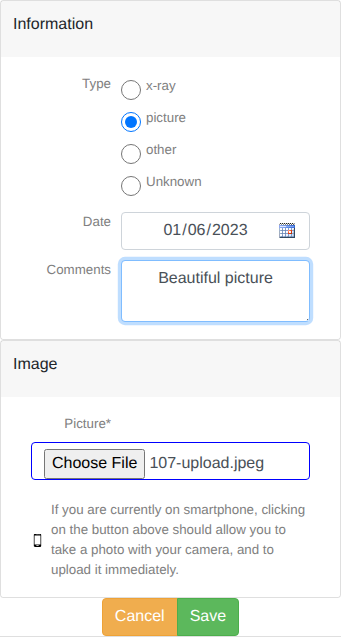 Information
Type
x-ray
picture
other
Unknown
Date 01/06/2023
Comments Beautiful picture
Image
Picture*
Choose File 107-upload.jpeg
If you are currently on smartphone, clicking
on the button above should allow you to
take a photo with your camera, and to
upload it immediately.
Cancel Save